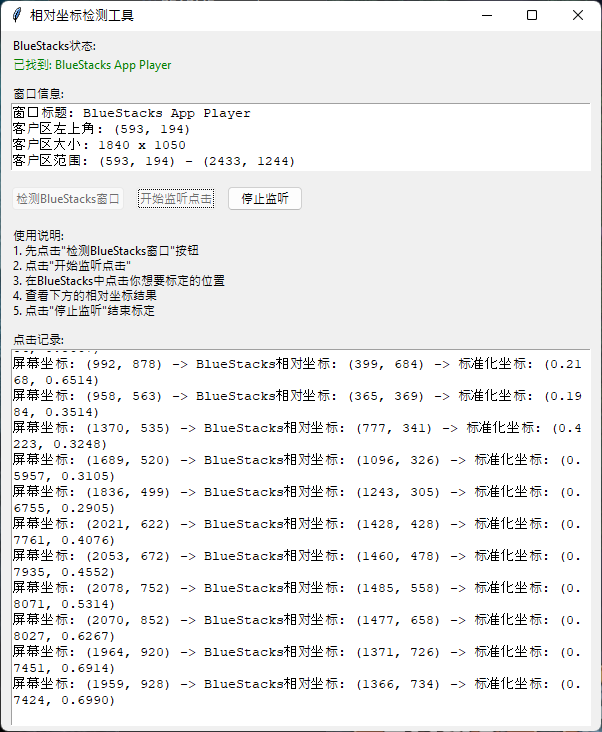 相对坐标检测工具
BlueStacks状态:
已找到: BlueStacks App Player
窗口信息:
窗口标题: BlueStacks App Player
客户区左上角: (593, 194)
客户区大小: 1840 x 1050
客户区范围: (593, 194) - (2433, 1244)
检测BlueStacks窗口 开始监听点击 停止监听
使用说明:
1. 先点击"检测BlueStacks窗口"按钮
2. 点击"开始监听点击"
3. 在BlueStacks中点击你想要标定的位置
4. 查看下方的相对坐标结果
5. 点击"停止监听"结束标定
点击记录:
屏幕坐标: (992, 878) -> BlueStacks相对坐标: (399, 684) -> 标准化坐标: (0.21
68, 0.6514)
屏幕坐标: (958, 563) -> BlueStacks相对坐标: (365, 369) -> 标准化坐标: (0.19
84, 0.3514)
屏幕坐标: (1370, 535) -> BlueStacks相对坐标: (777, 341) -> 标准化坐标: (0.4
223, 0.3248)
屏幕坐标: (1689, 520) -> BlueStacks相对坐标: (1096, 326) -> 标准化坐标: (0.
5957, 0.3105)
屏幕坐标: (1836, 499) -> BlueStacks相对坐标: (1243, 305) -> 标准化坐标: (0.
6755, 0.2905)
屏幕坐标: (2021, 622) -> BlueStacks相对坐标: (1428, 428) -> 标准化坐标: (0.
7761, 0.4076)
屏幕坐标: (2053, 672) -> BlueStacks相对坐标: (1460, 478) -> 标准化坐标: (0.
7935, 0.4552)
屏幕坐标: (2078, 752) -> BlueStacks相对坐标: (1485, 558) -> 标准化坐标: (0.
8071, 0.5314)
屏幕坐标: (2070, 852) -> BlueStacks相对坐标: (1477, 658) -> 标准化坐标: (0.
8027, 0.6267)
屏幕坐标: (1964, 920) -> BlueStacks相对坐标: (1371, 726) -> 标准化坐标: (0.
7451, 0.6914)
屏幕坐标: (1959, 928) -> BlueStacks相对坐标: (1366, 734) -> 标准化坐标: (0.
7424, 0.6990)